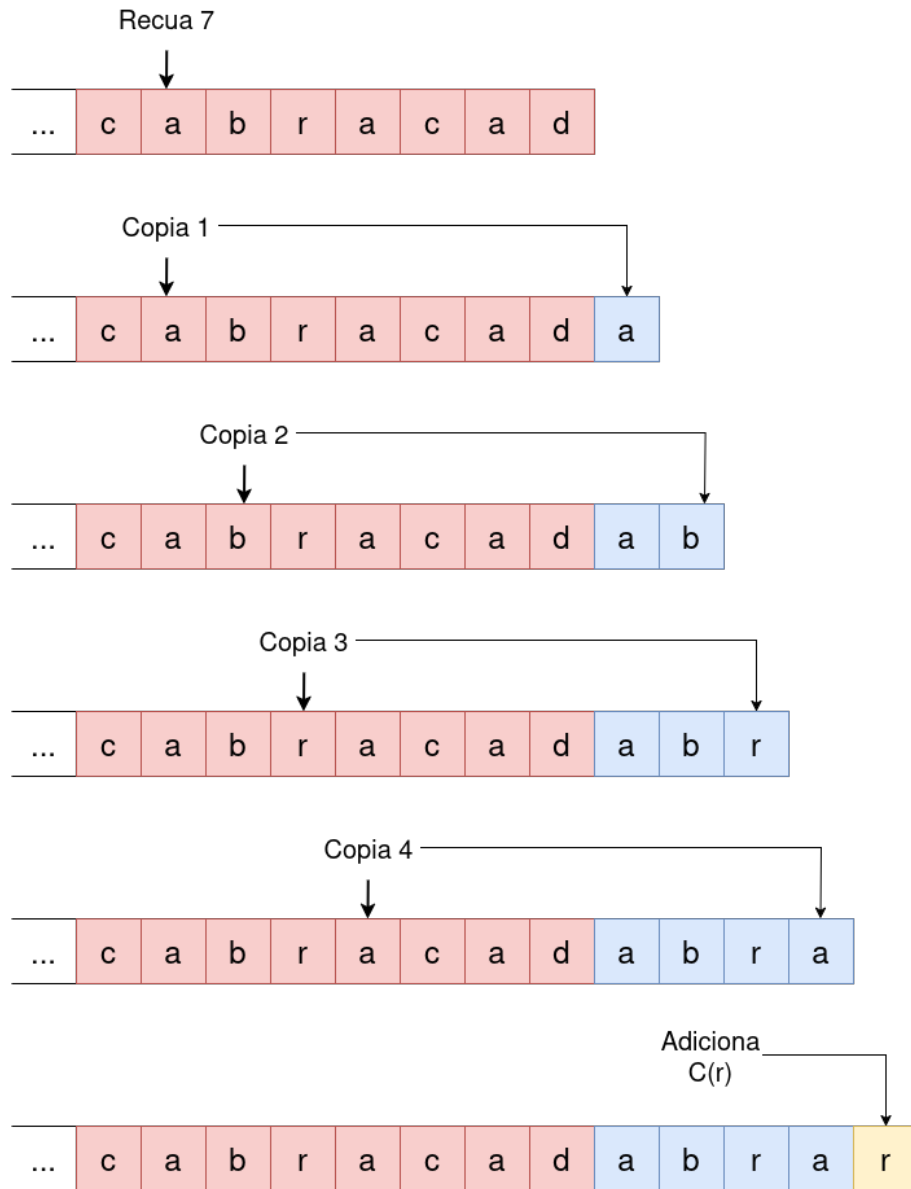 Recua 7
... c a b r a c a d
Copia 1
... c a b r a c a d a
Copia 2
... c a b r a c a d a b
Copia 3
... c a b r a c a d a b r
Copia 4
... c a b r a c a d a b r a
Adiciona
C(r)
... c a b r a c a d a b r a r